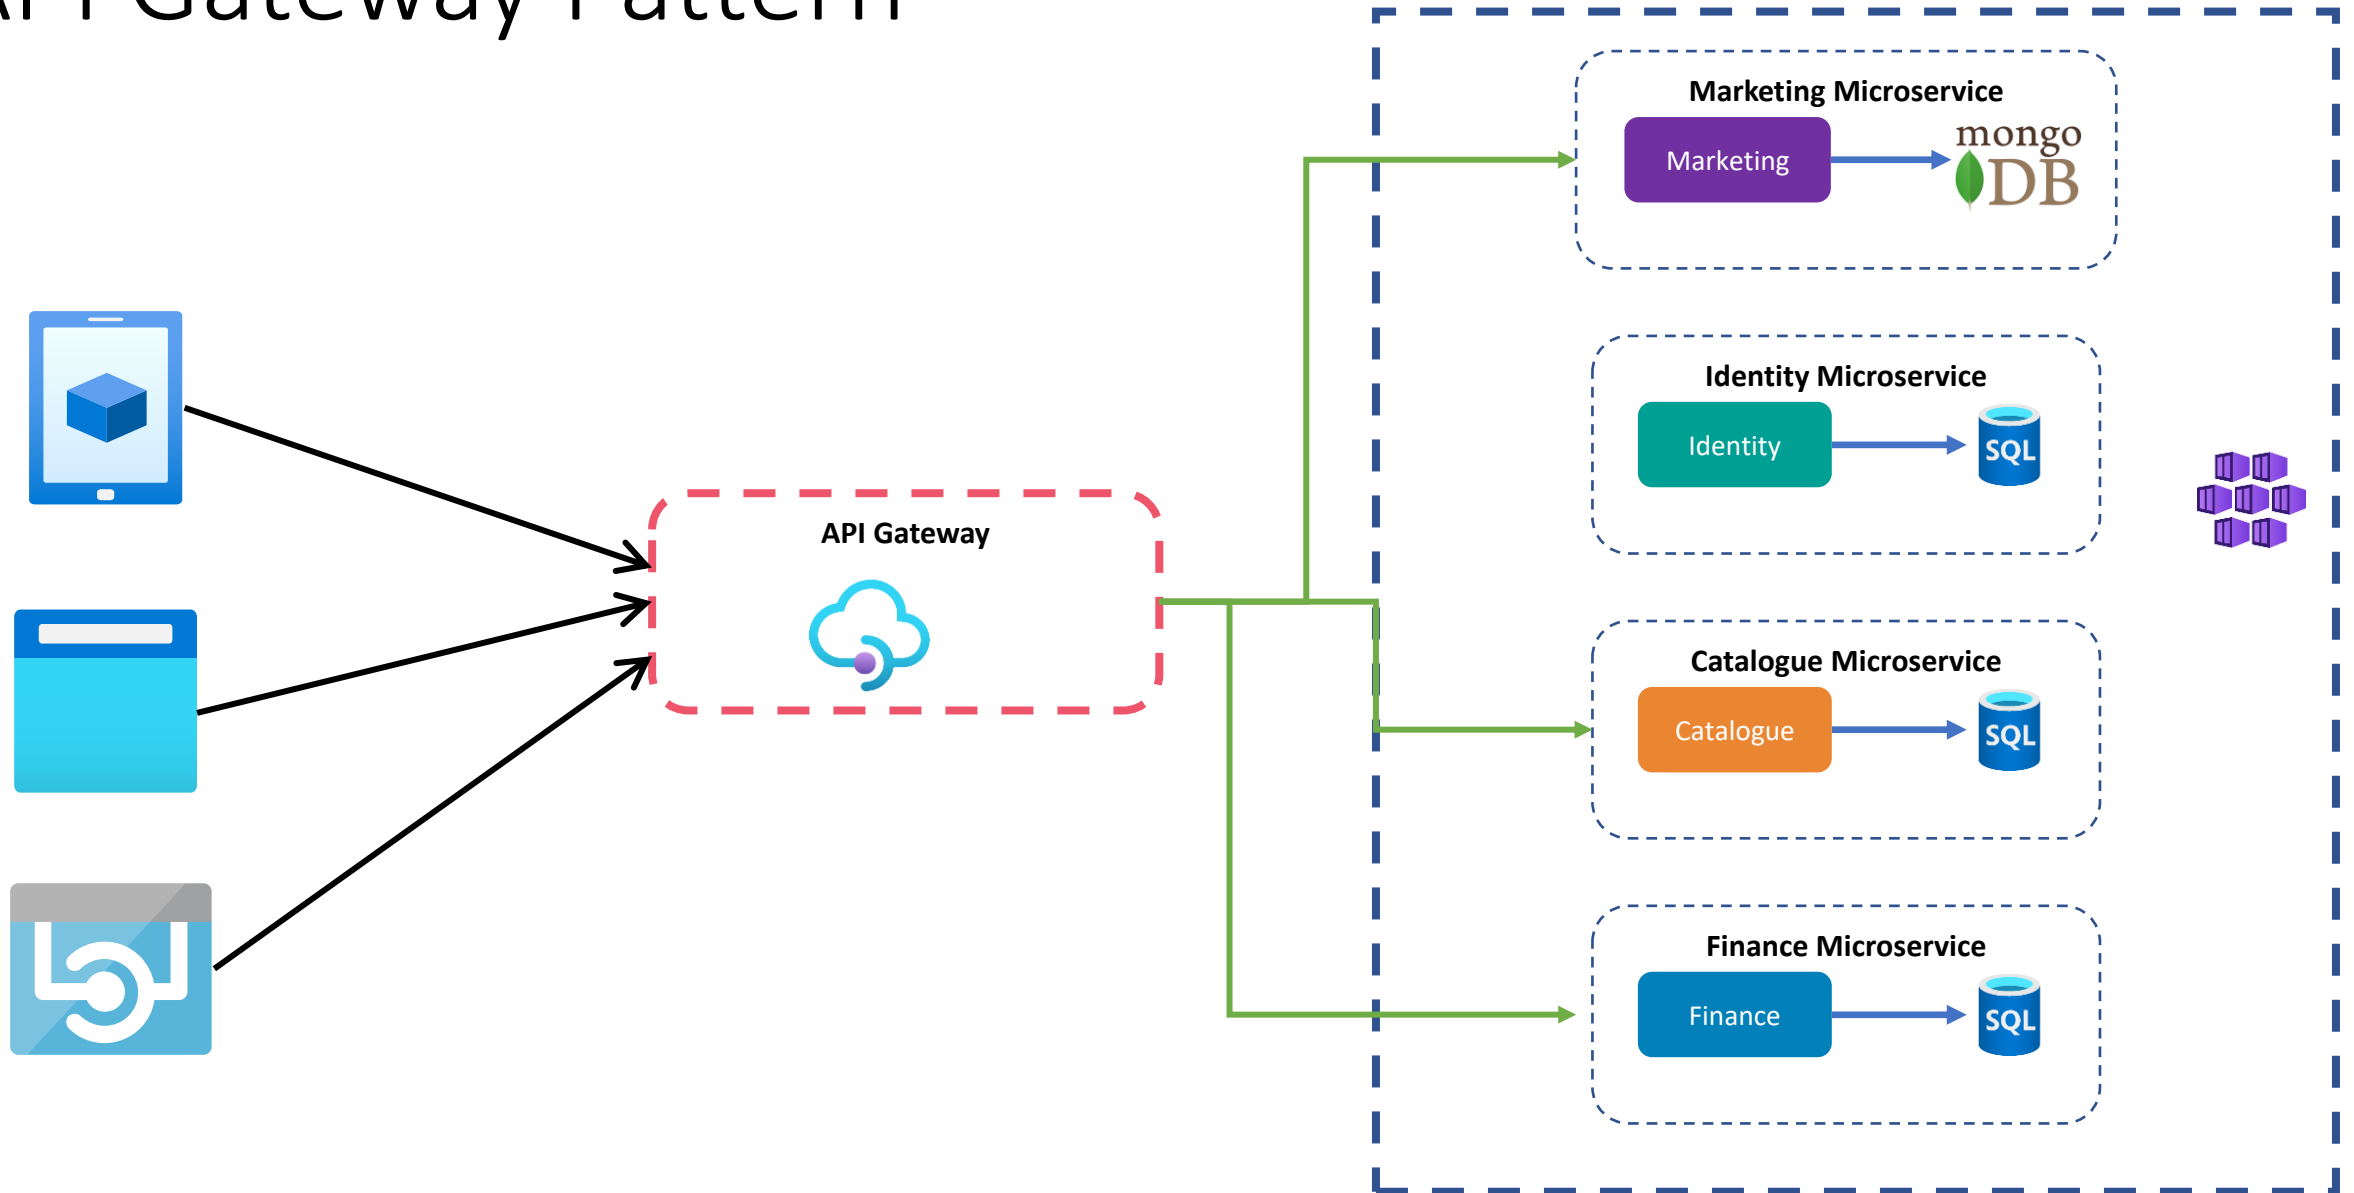 API Gateway Pattern
Marketing Microservice
Marketing
mongo
DB
Identity Microservice
Identity
SQL
API Gateway
Catalogue Microservice
Catalogue
SQL
Finance Microservice
Finance
SQL